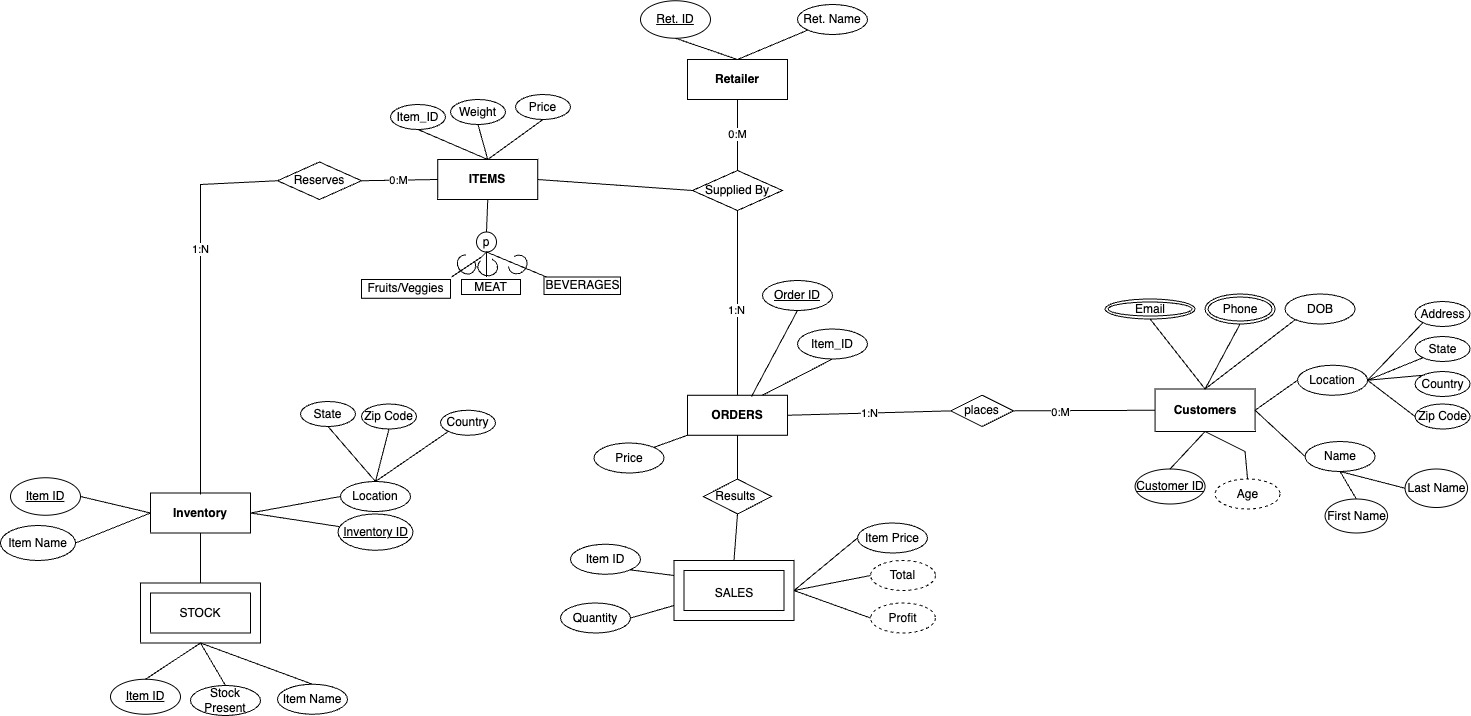 Ret. ID
Ret. Name
Retailer
0:M
Item_ID
Weight
Price
Reserves
0:M
ITEMS
Supplied By
p
1:N
Fruits/Veggies
MEAT
BEVERAGES
1:N
Order ID
Item_ID
Email
Phone
DOB
Address
State
Country
Zip Code
Location
ORDERS
1:N
places
0:M
Customers
Price
Name
Customer ID
Age
Last Name
First Name
State
Zip Code
Country
Results
Item ID
Inventory
Location
Item Name
Inventory ID
Item ID
Item Price
Total
SALES
Quantity
Profit
STOCK
Item ID
Stock
Present
Item Name